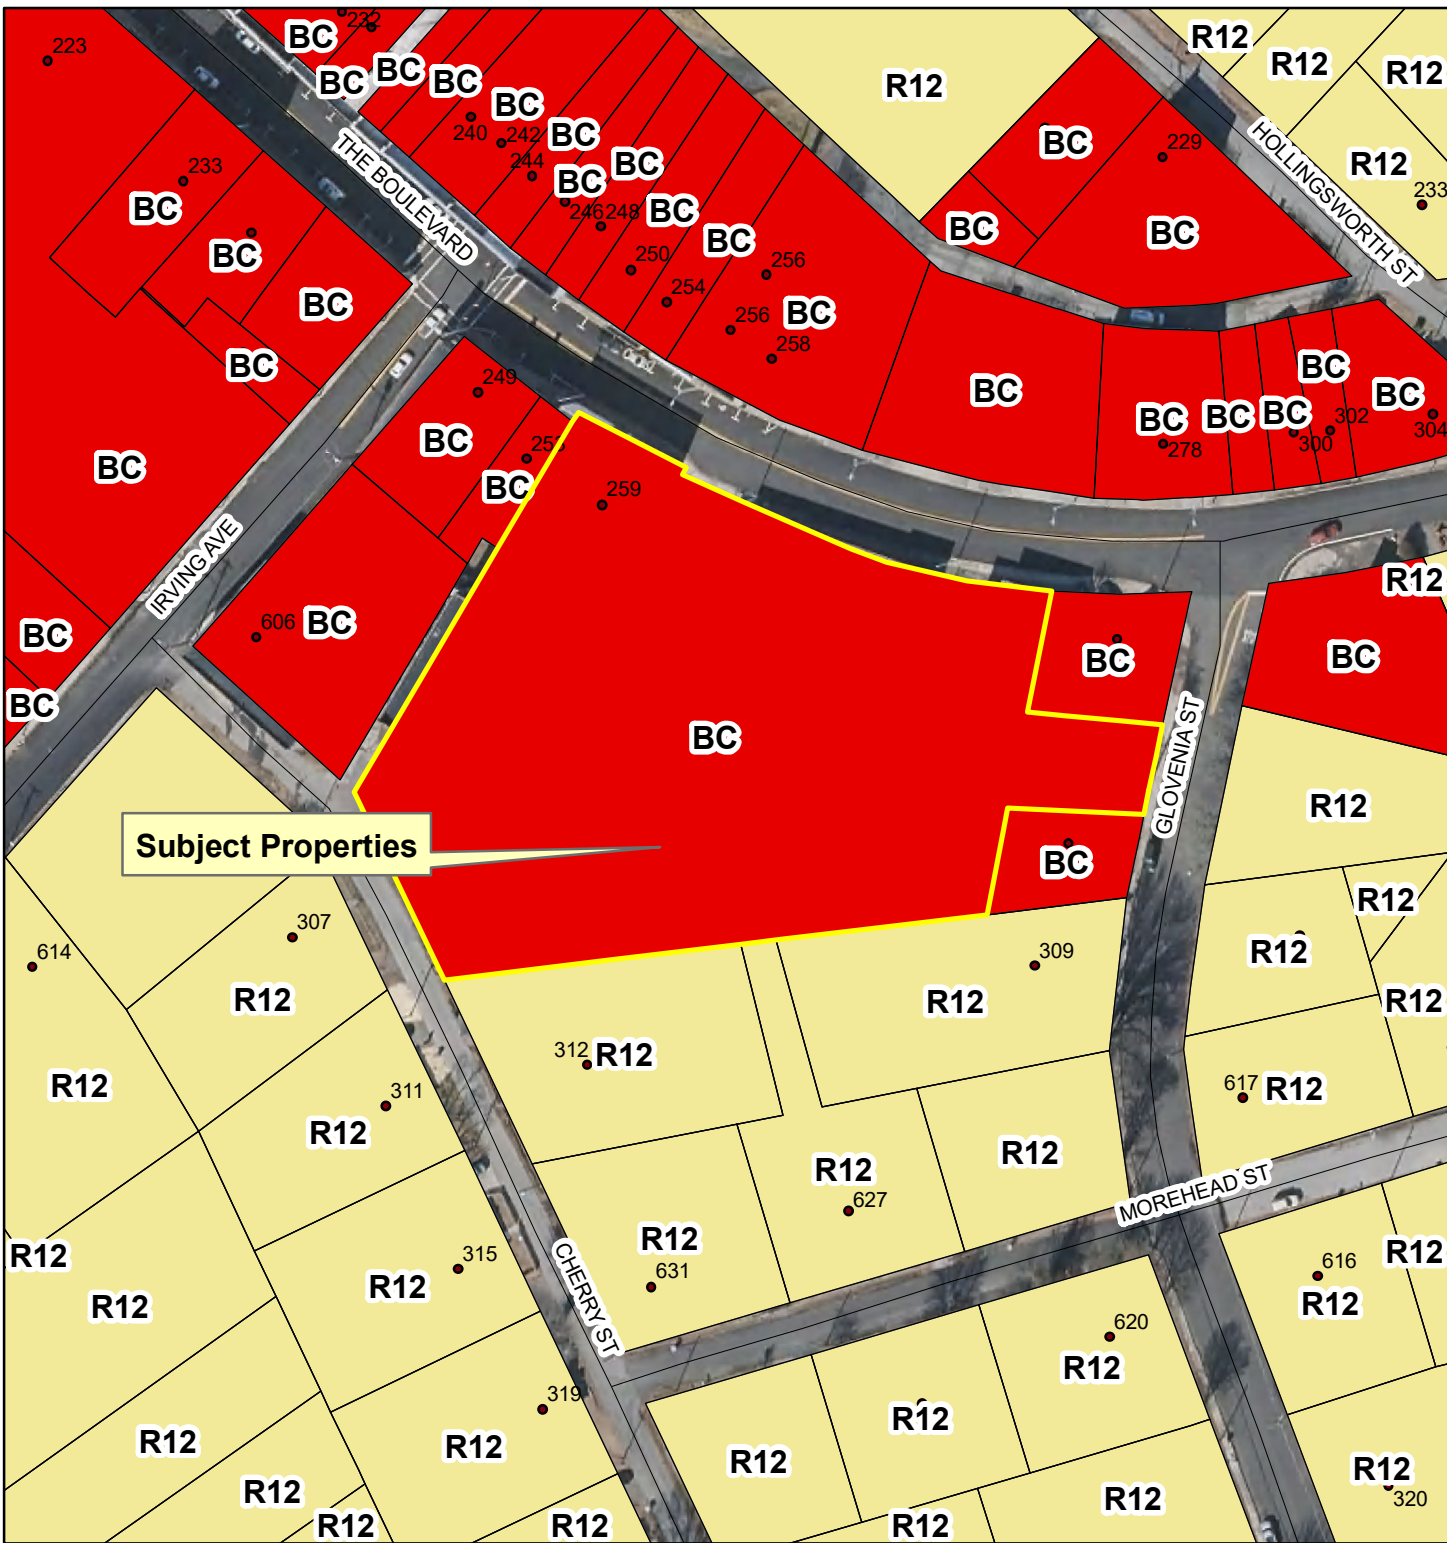 232
BC
R12
223
BC
BC
R12
R12
BC
R12
BC
240
242
BC
BC
229
HOLLINGSWORTH ST
R12
THE BOULEVARD
244
BC
233
BC
BC
233
246
248
BC
BC
BC
BC
BC
250
256
254
BC
BC
256
258
BC
BC
249
BC
BC
BC
302
BC
BC
BC
300
304
278
BC
253
BC
BC
259
IRVING AVE
R12
606
BC
BC
BC
BC
BC
GLOVENIA ST
BC
R12
Subject Properties
BC
R12
307
614
R12
309
R12
R12
R12
312
R12
R12
311
617
R12
R12
R12
R12
627
MOREHEAD ST
R12
R12
315
CHERRY ST
631
R12
616
R12
R12
R12
620
R12
319
R12
R12
R12
R12
R12
R12
R12
320
R12
R12
R12
R12